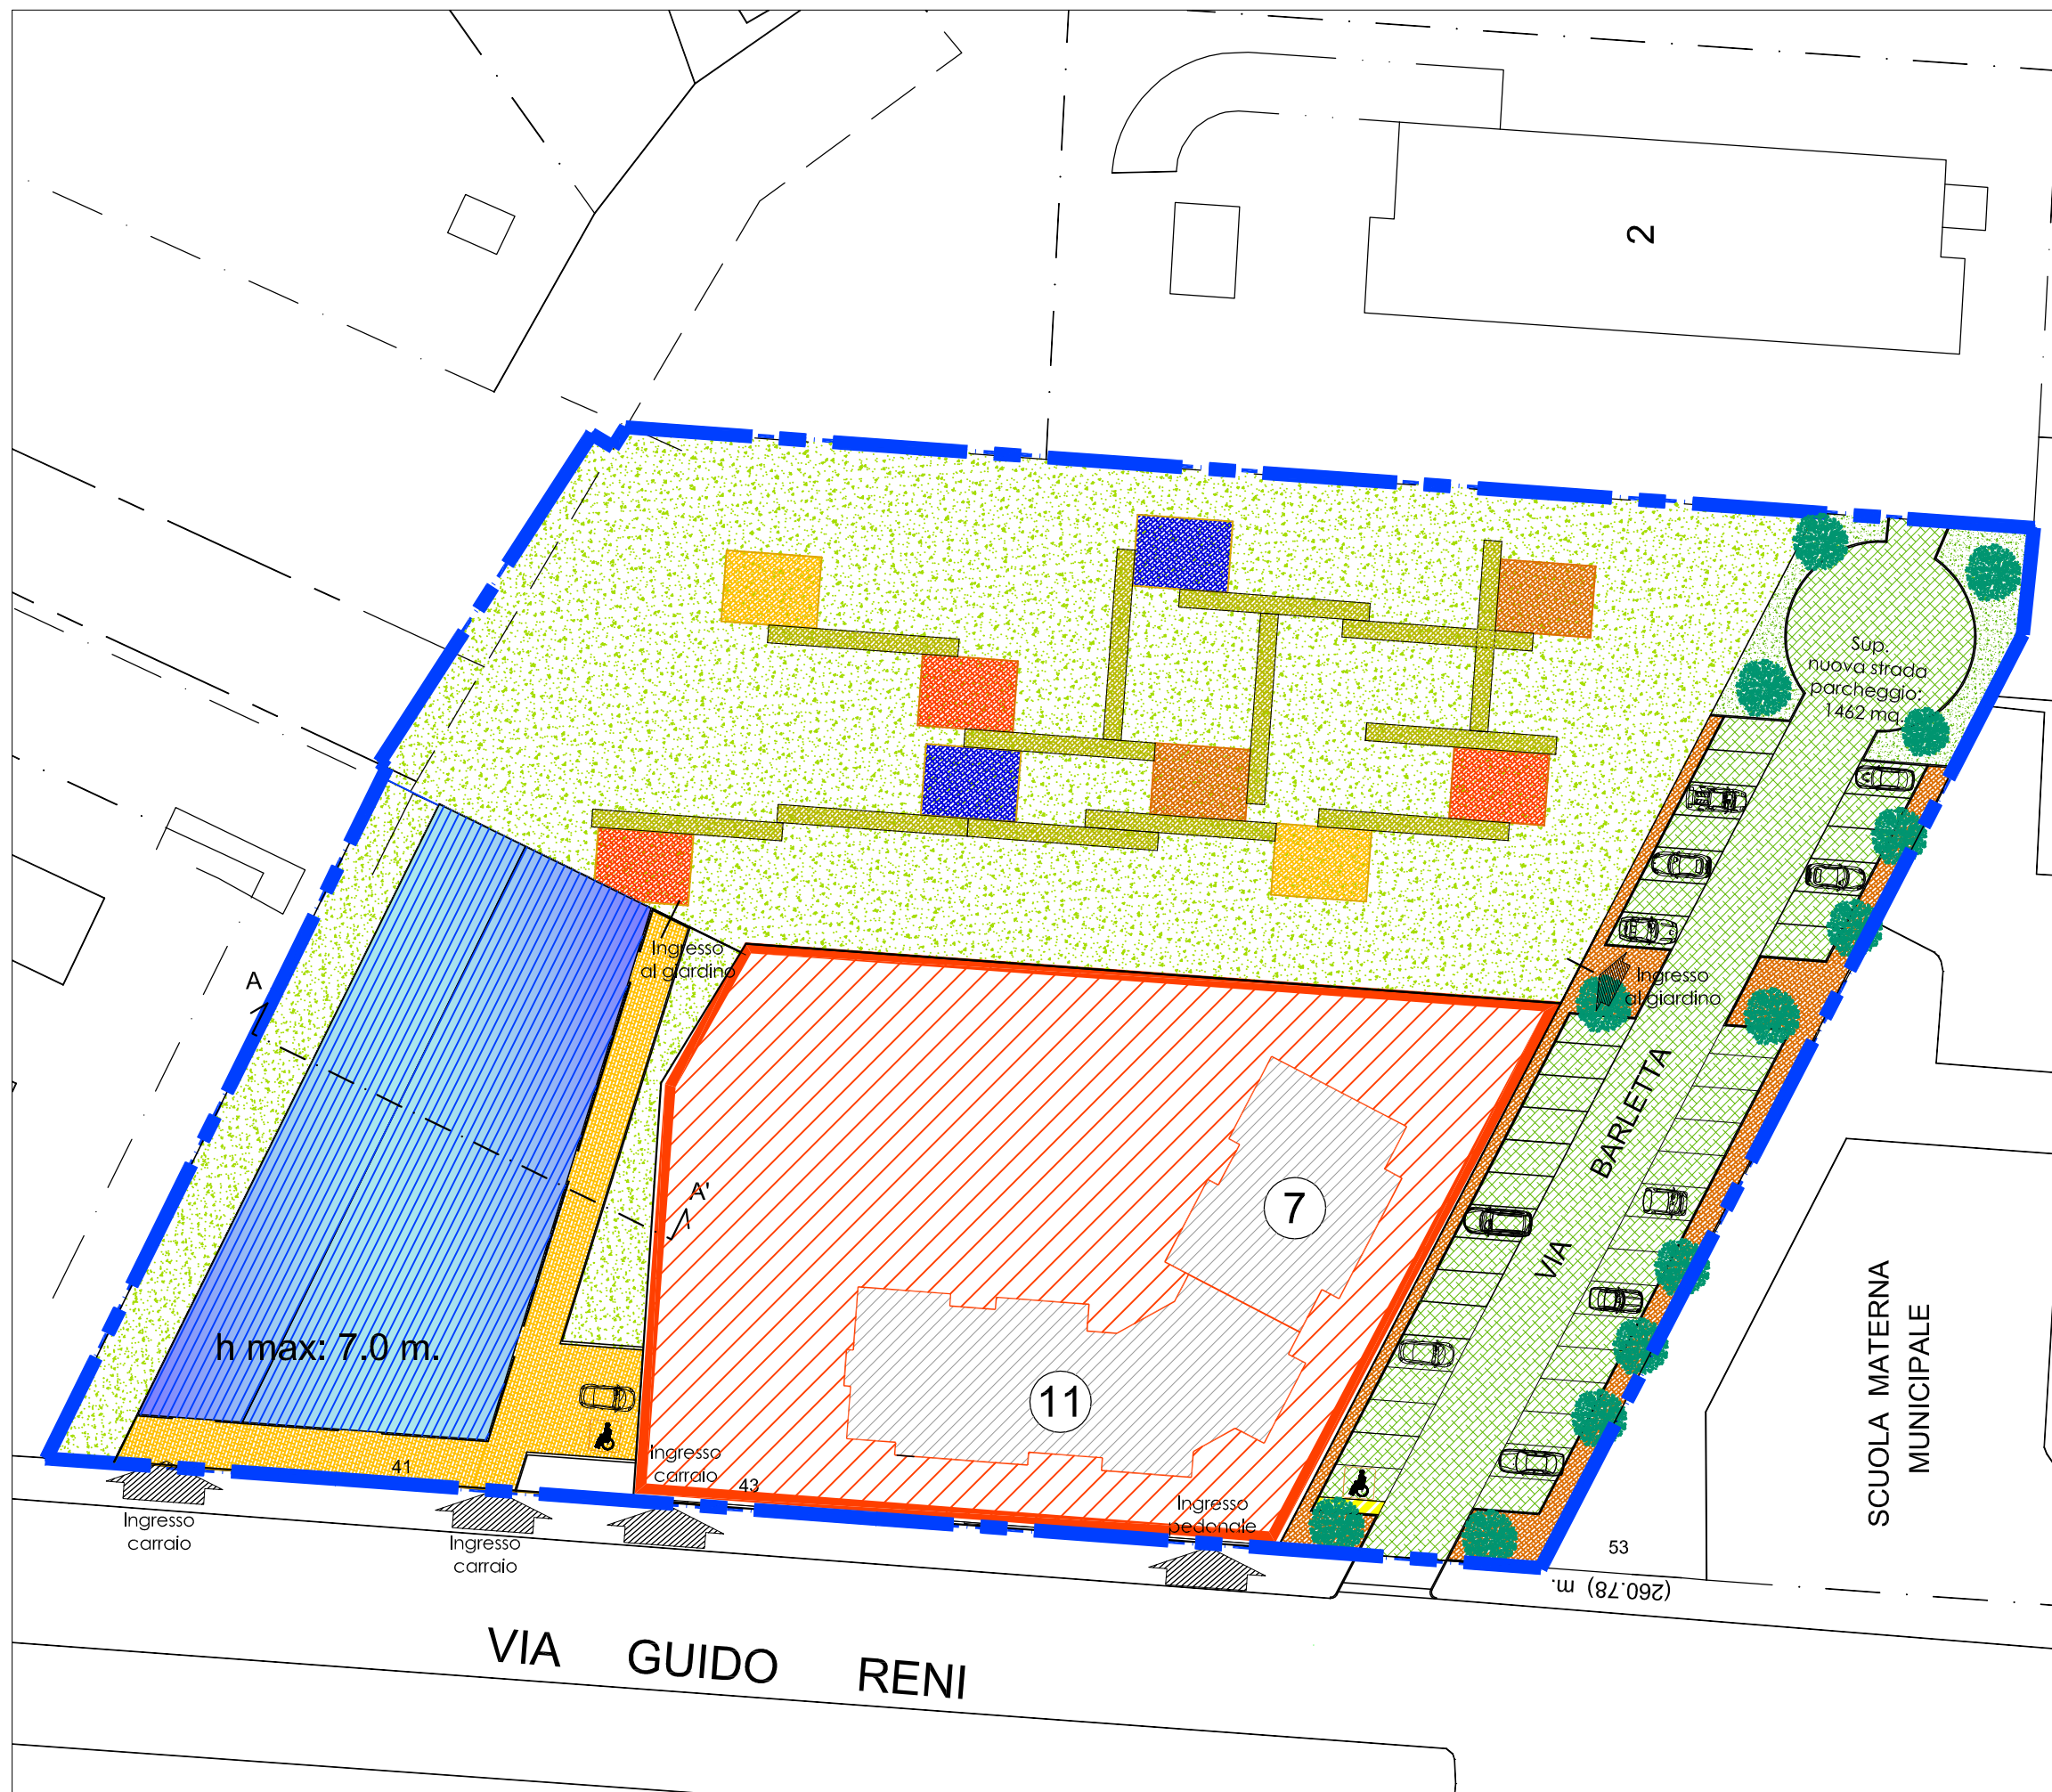 2
Sup.
nuova strada
parcheggio:
1462 mq.
Ingresso
al giardino
Ingresso
al giardino
A
A'
VIA BARLETTA
7
11
h max: 7.0 m.
SCUOLA MATERNA
MUNICIPALE
Ingresso
carraio
41
43
Ingresso
pedonale
Ingresso
carraio
Ingresso
carraio
53
(260.78) m.
VIA GUIDO RENI